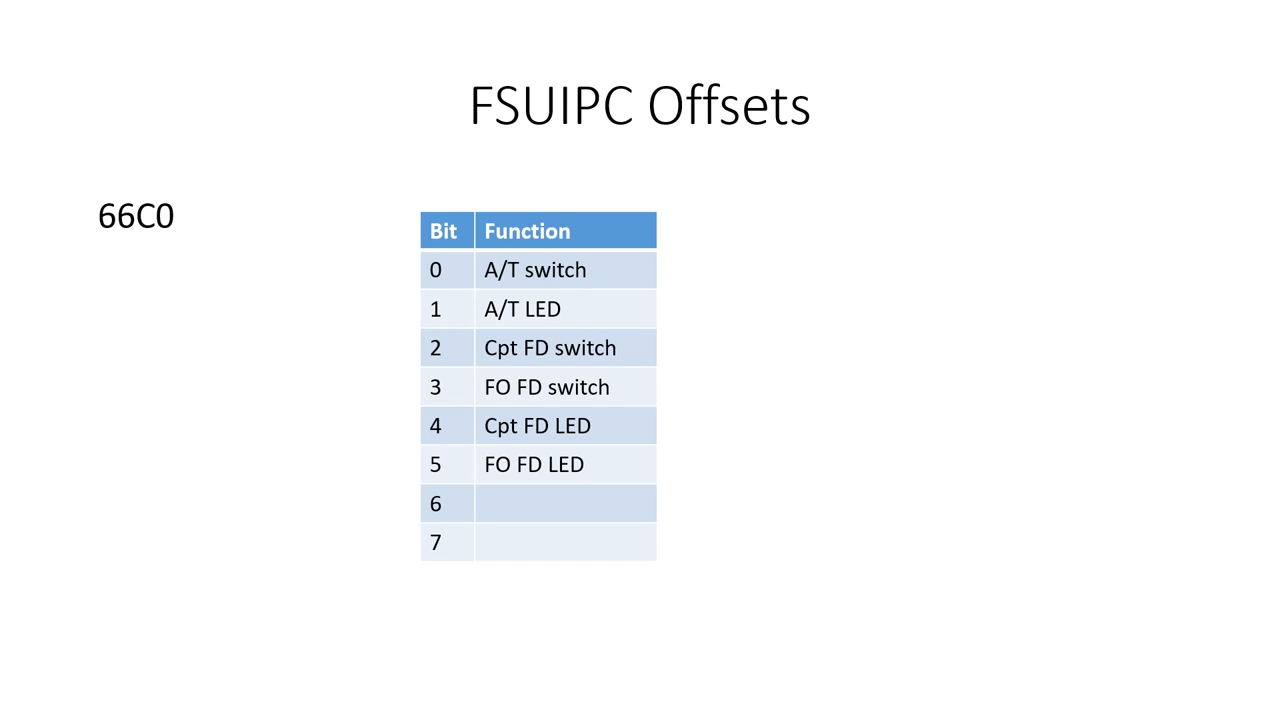 FSUIPC Offsets
66C0
Bit Function
0 A/T switch
1 A/T LED
2 Cpt FD switch
3 FO FD switch
4 Cpt FD LED
5 FO FD LED
6
7